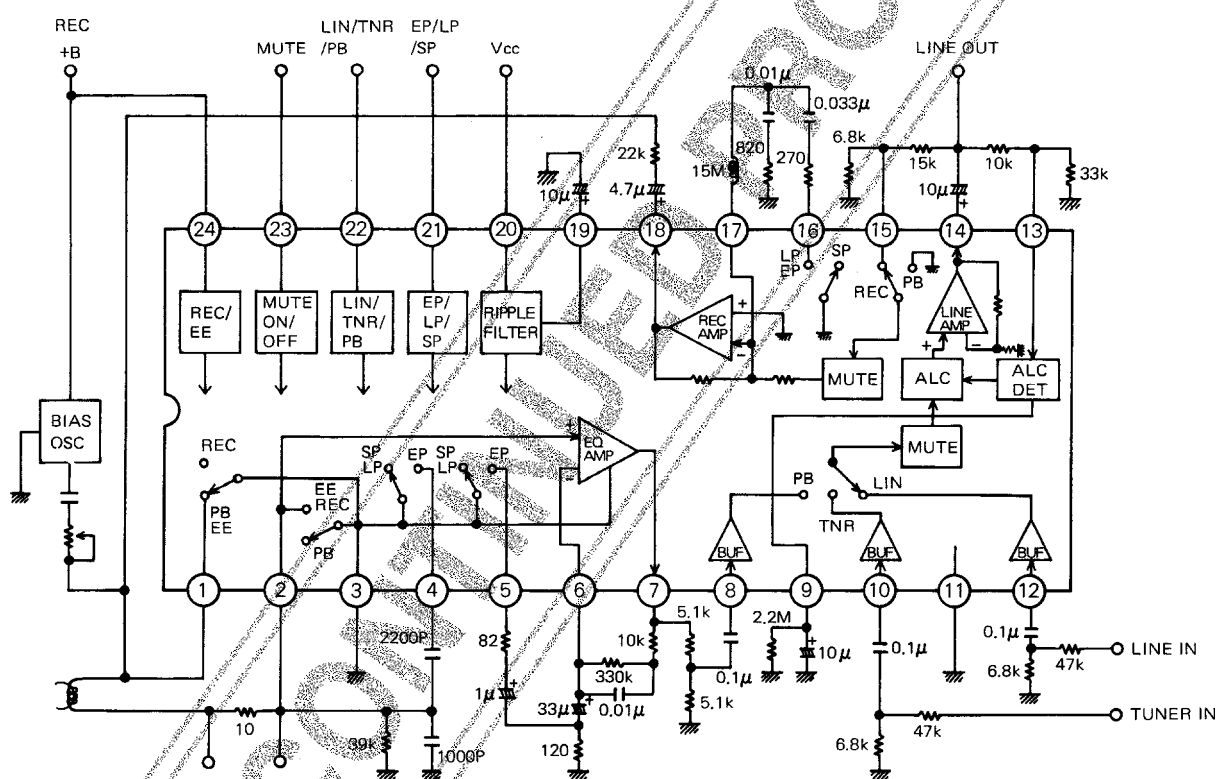 REC
+B
MUTE
LIN/TNR
/PB
EP/LP
/SP
Vcc
LINE OUT
0.01μ
0.033μ
22k
820
270
15M
6.8k
15k
10k
33k
10μ
+
4.7μ
+
10μ
+
24
23
22
21
20
19
18
17
16
15
14
13
LP
EP
SP
REC
PB
REC/
EE
MUTE
ON/
OFF
LIN/
TNR/
PB
EP/
LP/
SP
RIPPLE
FILTER
REC
AMP
+
-
LINE
AMP
+
-
MUTE
ALC
ALC
DET
MUTE
BIAS
OSC
REC
PB
EE
EE
REC
PB
SP
LP
EP
SP
LP
EP
EQ
AMP
+
-
PB
TNR
LIN
BUF
BUF
BUF
1
2
3
4
5
6
7
8
9
10
11
12
2200P
82
1μ
+
33μ
+
120
10k
330k
0.01μ
5.1k
5.1k
0.1μ
2.2M
+
10μ
0.1μ
0.1μ
6.8k
47k
LINE IN
6.8k
47k
TUNER IN
10
39k
1000P